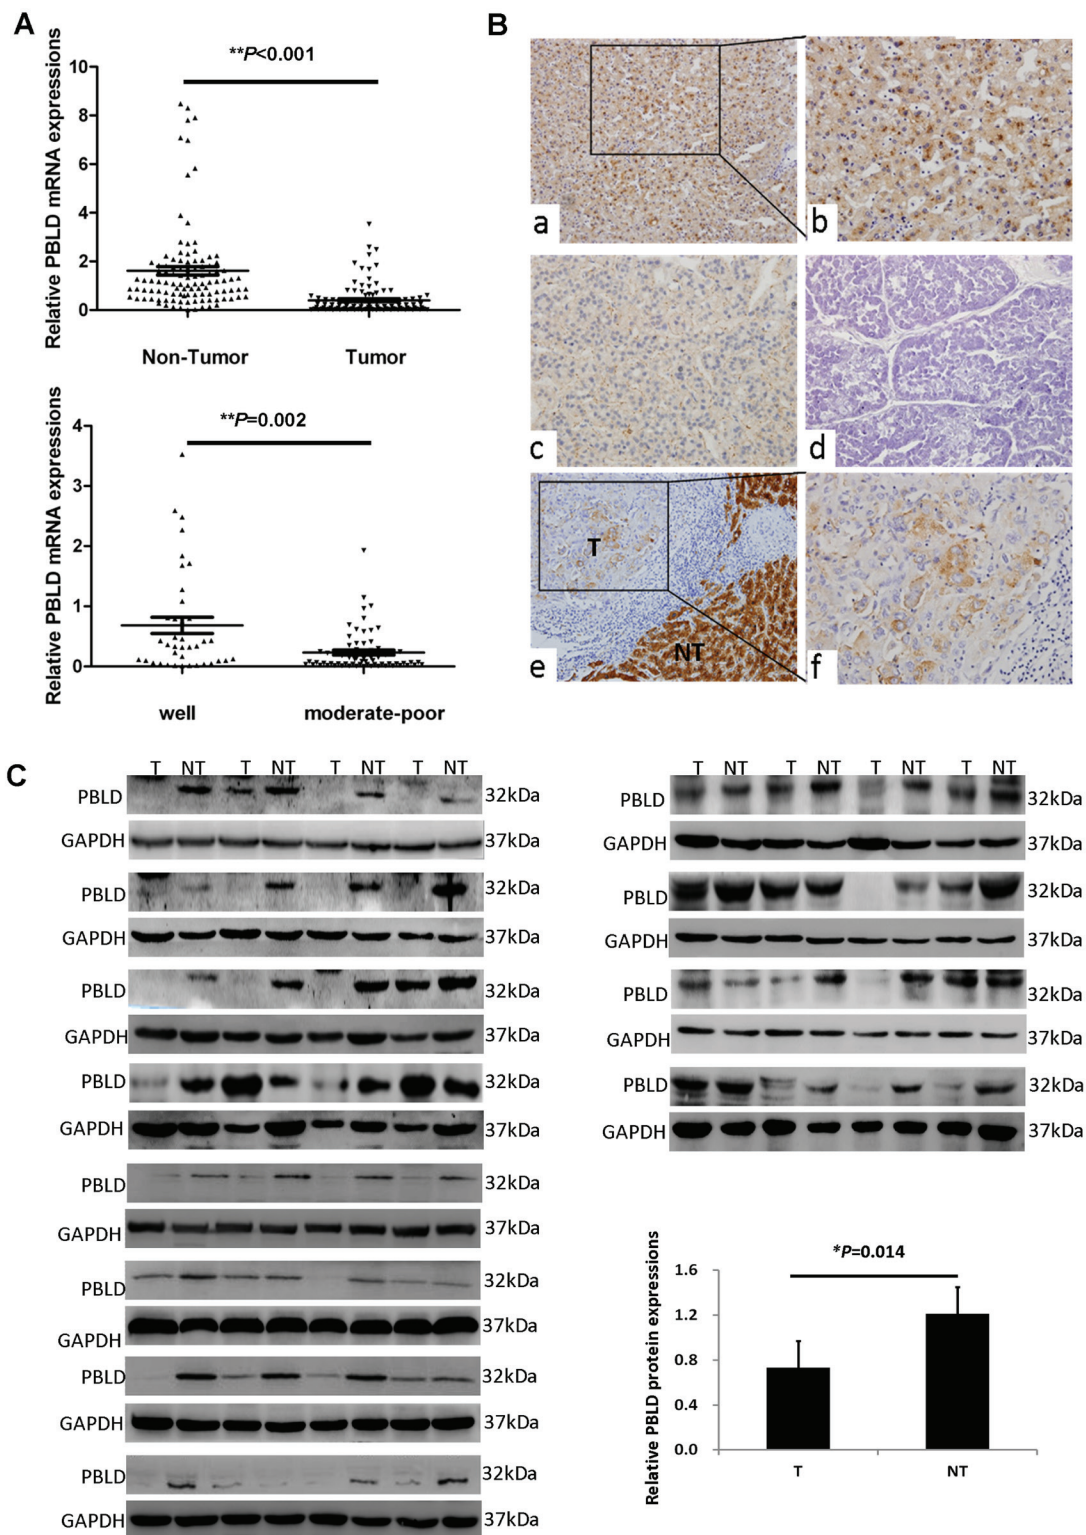 A
**P<0.001
Relative PBLD mRNA expressions
10
8
6
4
2
0
Non-Tumor Tumor
**P=0.002
Relative PBLD mRNA expressions
4
3
2
1
0
well moderate-poor
B
a
b
c
d
T
NT
e
f
C
T NT T NT T NT T NT
PBLD 32kDa
GAPDH 37kDa
PBLD 32kDa
GAPDH 37kDa
PBLD 32kDa
GAPDH 37kDa
PBLD 32kDa
GAPDH 37kDa
PBLD 32kDa
GAPDH 37kDa
PBLD 32kDa
GAPDH 37kDa
PBLD 32kDa
GAPDH 37kDa
PBLD 32kDa
GAPDH 37kDa
T NT T NT T NT T NT
PBLD 32kDa
GAPDH 37kDa
PBLD 32kDa
GAPDH 37kDa
PBLD 32kDa
GAPDH 37kDa
PBLD 32kDa
GAPDH 37kDa
*P=0.014
Relative PBLD protein expressions
1.6
1.2
0.8
0.4
0.0
T NT